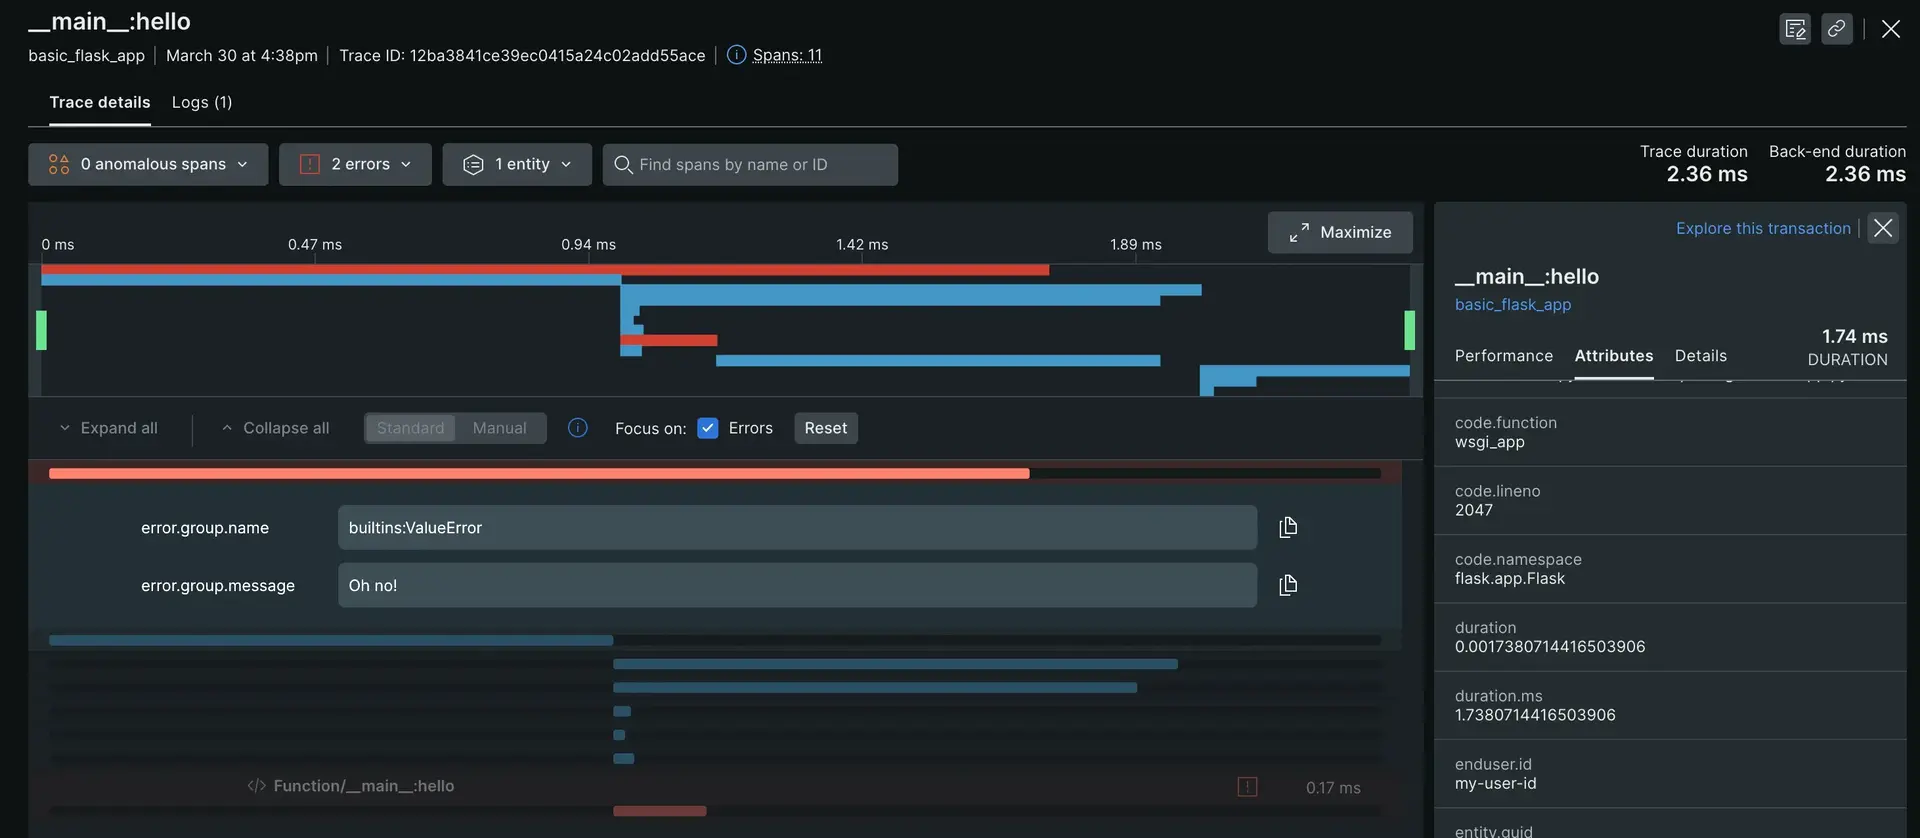 __main__:hello
basic_flask_app | March 30 at 4:38pm | Trace ID: 12ba3841ce39ec0415a24c02add55ace | Spans: 11
Trace details Logs (1)
0 anomalous spans 2 errors 1 entity Find spans by name or ID
Trace duration Back-end duration
2.36 ms 2.36 ms
Maximize
0 ms 0.47 ms 0.94 ms 1.42 ms 1.89 ms
Expand all Collapse all Standard Manual Focus on: Errors Reset
error.group.name builtins:ValueError
error.group.message Oh no!
</> Function/__main__:hello 0.17 ms
Explore this transaction
__main__:hello
basic_flask_app
1.74 ms
DURATION
Performance Attributes Details
code.function
wsgi_app
code.lineno
2047
code.namespace
flask.app.Flask
duration
0.0017380714416503906
duration.ms
1.7380714416503906
enduser.id
my-user-id
entity.guid